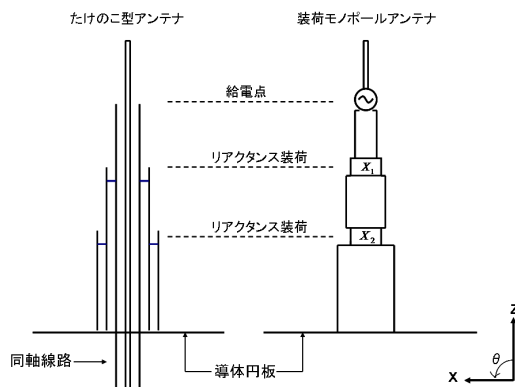 たけのこ型アンテナ
装荷モノポールアンテナ
給電点
リアクタンス装荷
X1
リアクタンス装荷
X2
同軸線路
導体円板
Z
θ
X